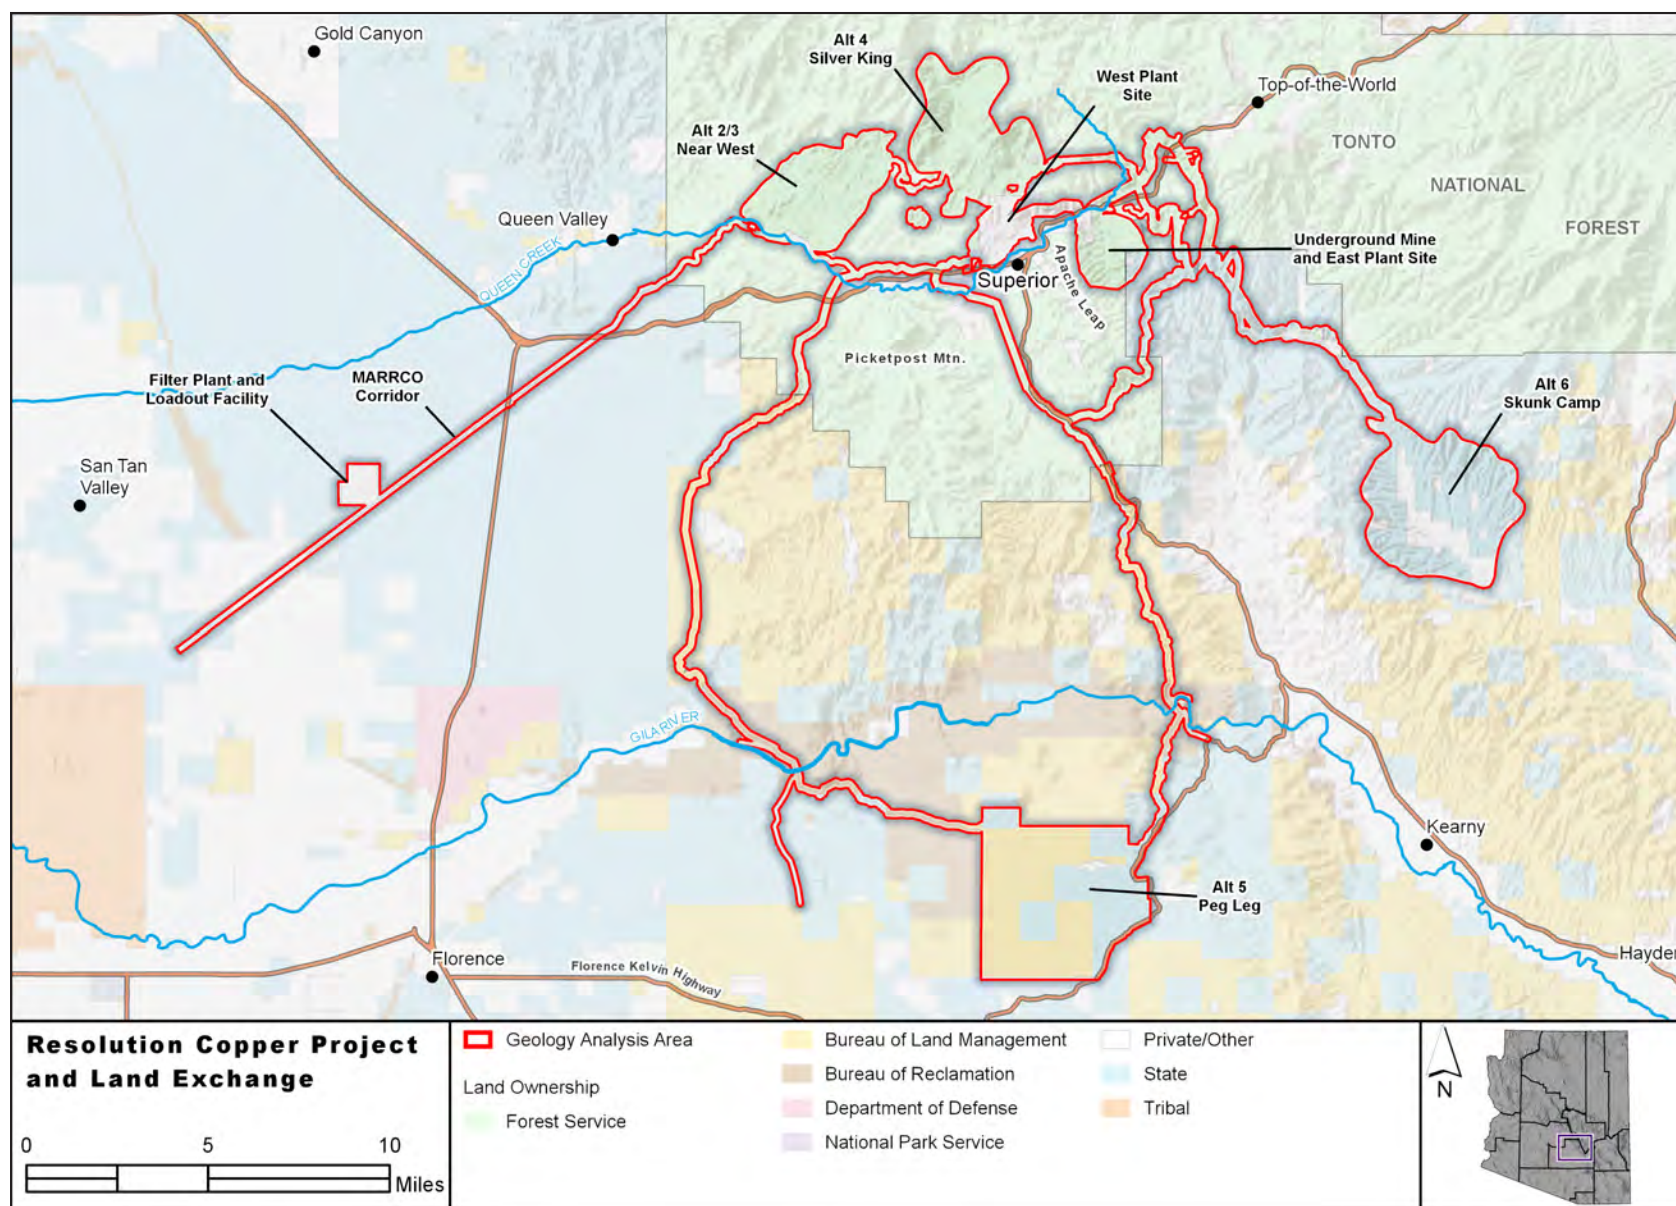 Gold Canyon
Alt 4
Silver King
West Plant
Site
Top-of-the-World
Alt 2/3
Near West
TONTO
NATIONAL
FOREST
Queen Valley
QUEEN CREEK
Underground Mine
and East Plant Site
Superior
Apache Leap
Picketpost Mtn.
Filter Plant and
Loadout Facility
MARRCO
Corridor
Alt 6
Skunk Camp
San Tan
Valley
GILA RIVER
Kearny
Alt 5
Peg Leg
Florence
Florence Kelvin Highway
Hayden
Resolution Copper Project
and Land Exchange
0 5 10
Miles
Geology Analysis Area
Land Ownership
Forest Service
Bureau of Land Management
Bureau of Reclamation
Department of Defense
National Park Service
Private/Other
State
Tribal
N